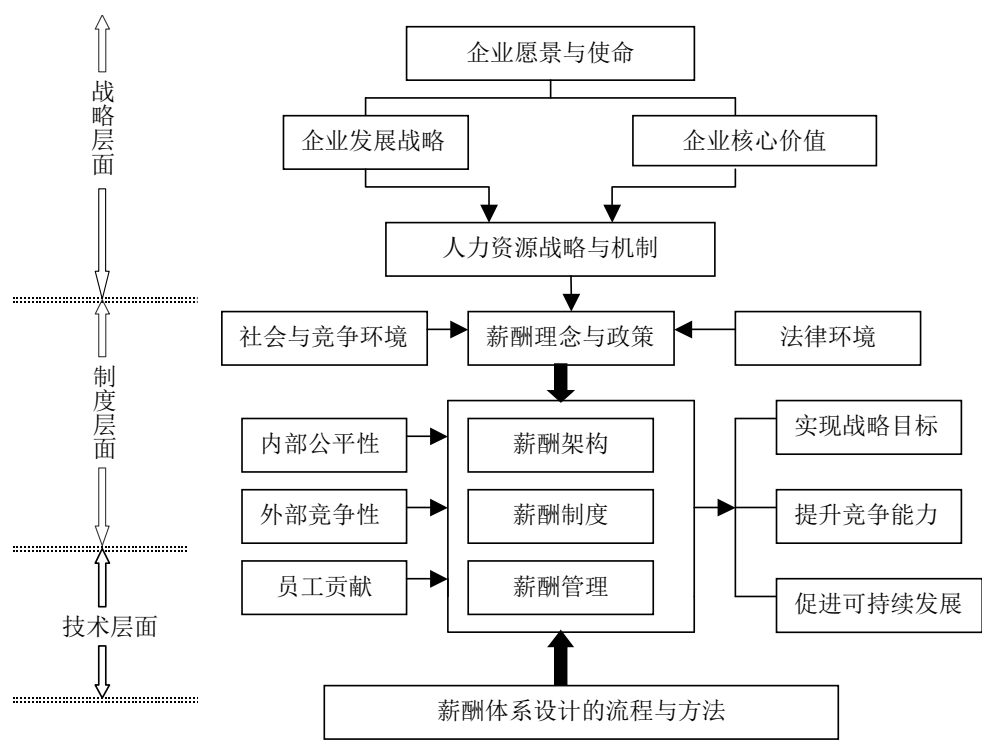 企业愿景与使命
战略层面
企业发展战略
企业核心价值
人力资源战略与机制
社会与竞争环境
薪酬理念与政策
法律环境
制度层面
内部公平性
薪酬架构
实现战略目标
外部竞争性
薪酬制度
提升竞争能力
员工贡献
薪酬管理
促进可持续发展
技术层面
薪酬体系设计的流程与方法